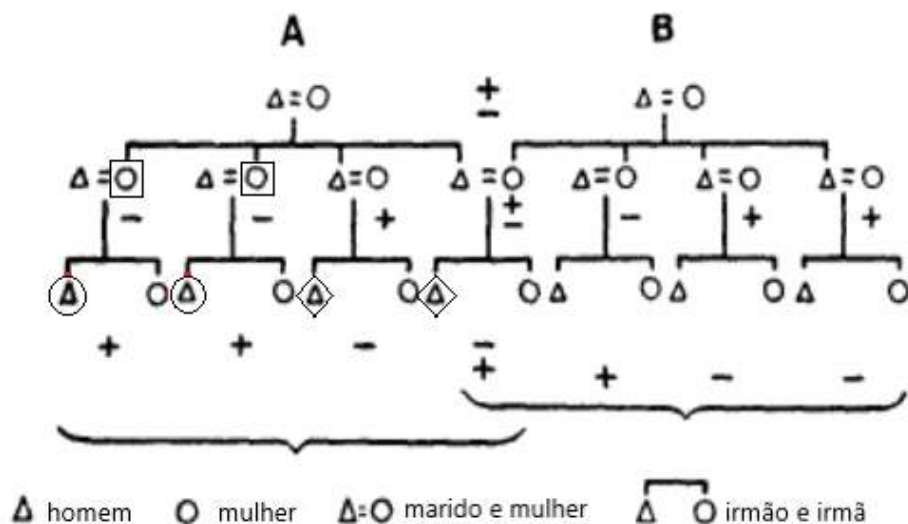 A B
+
−
− − + +
− − + +
+ + − −
+ + − −
homem mulher marido e mulher irmão e irmã